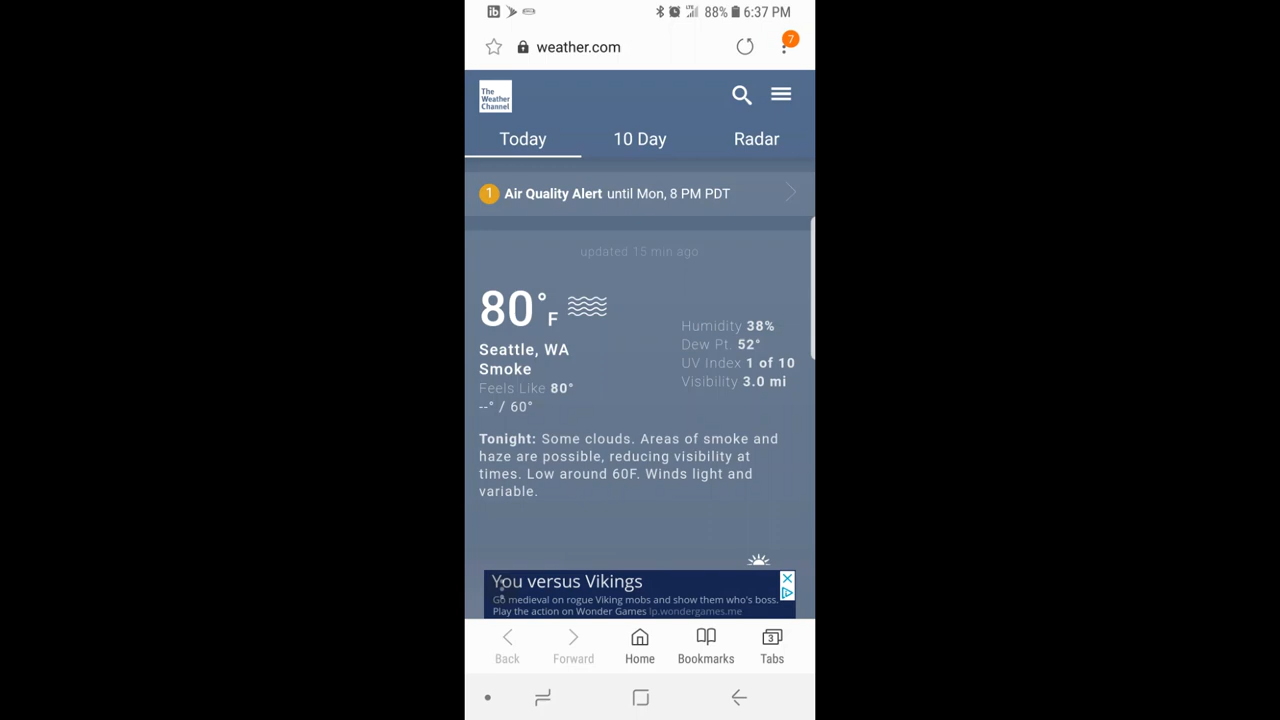 88% 6:37 PM
weather.com
7
The
Weather
Channel
Today 10 Day Radar
1 Air Quality Alert until Mon, 8 PM PDT
updated 15 min ago
80°F
Seattle, WA
Smoke
Feels Like 80°
--° / 60°
Humidity 38%
Dew Pt. 52°
UV Index 1 of 10
Visibility 3.0 mi
Tonight: Some clouds. Areas of smoke and
haze are possible, reducing visibility at
times. Low around 60F. Winds light and
variable.
You versus Vikings
Go medieval on rogue Viking mobs and show them who's boss.
Play the action on Wonder Games lp.wondergames.me
3
Back Forward Home Bookmarks Tabs